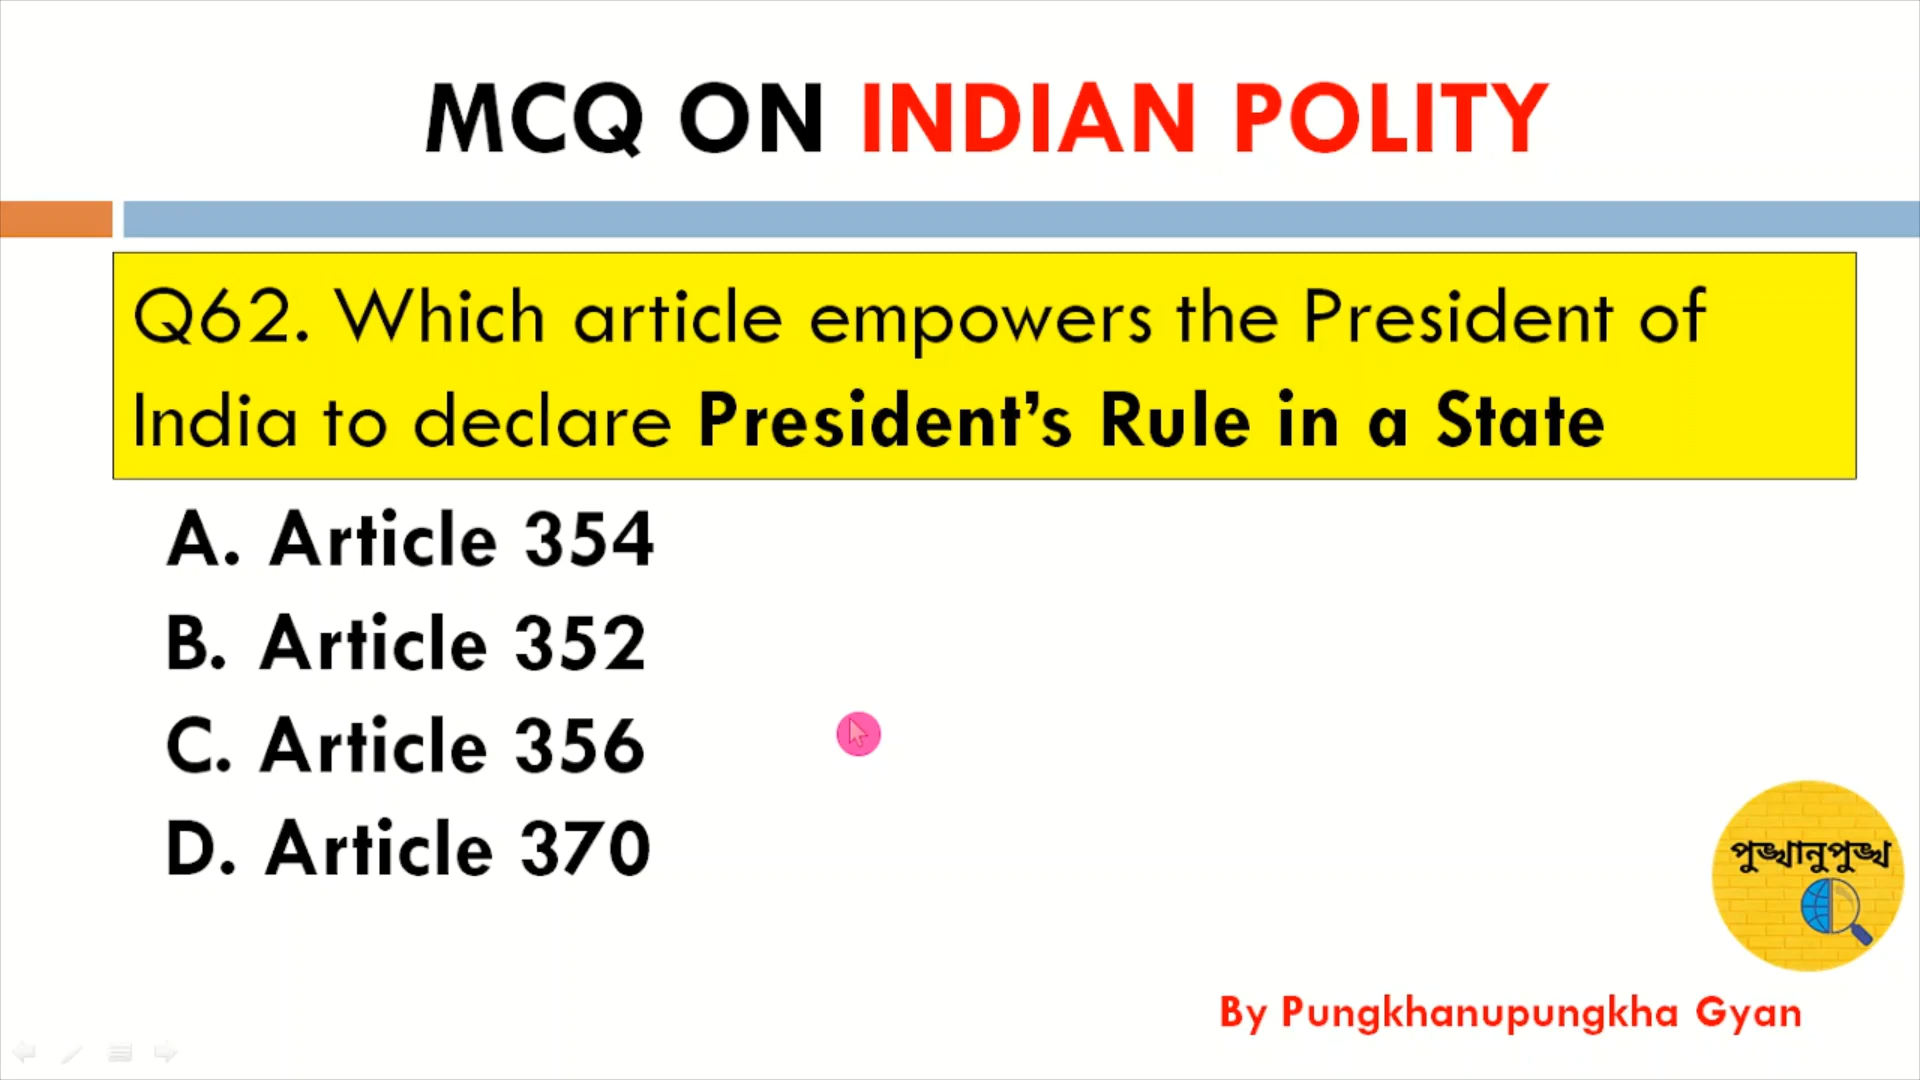 MCQ ON INDIAN POLITY
Q62. Which article empowers the President of
India to declare President’s Rule in a State
A. Article 354
B. Article 352
C. Article 356
D. Article 370
পুঙ্খানুপুঙ্খ
By Pungkhanupungkha Gyan